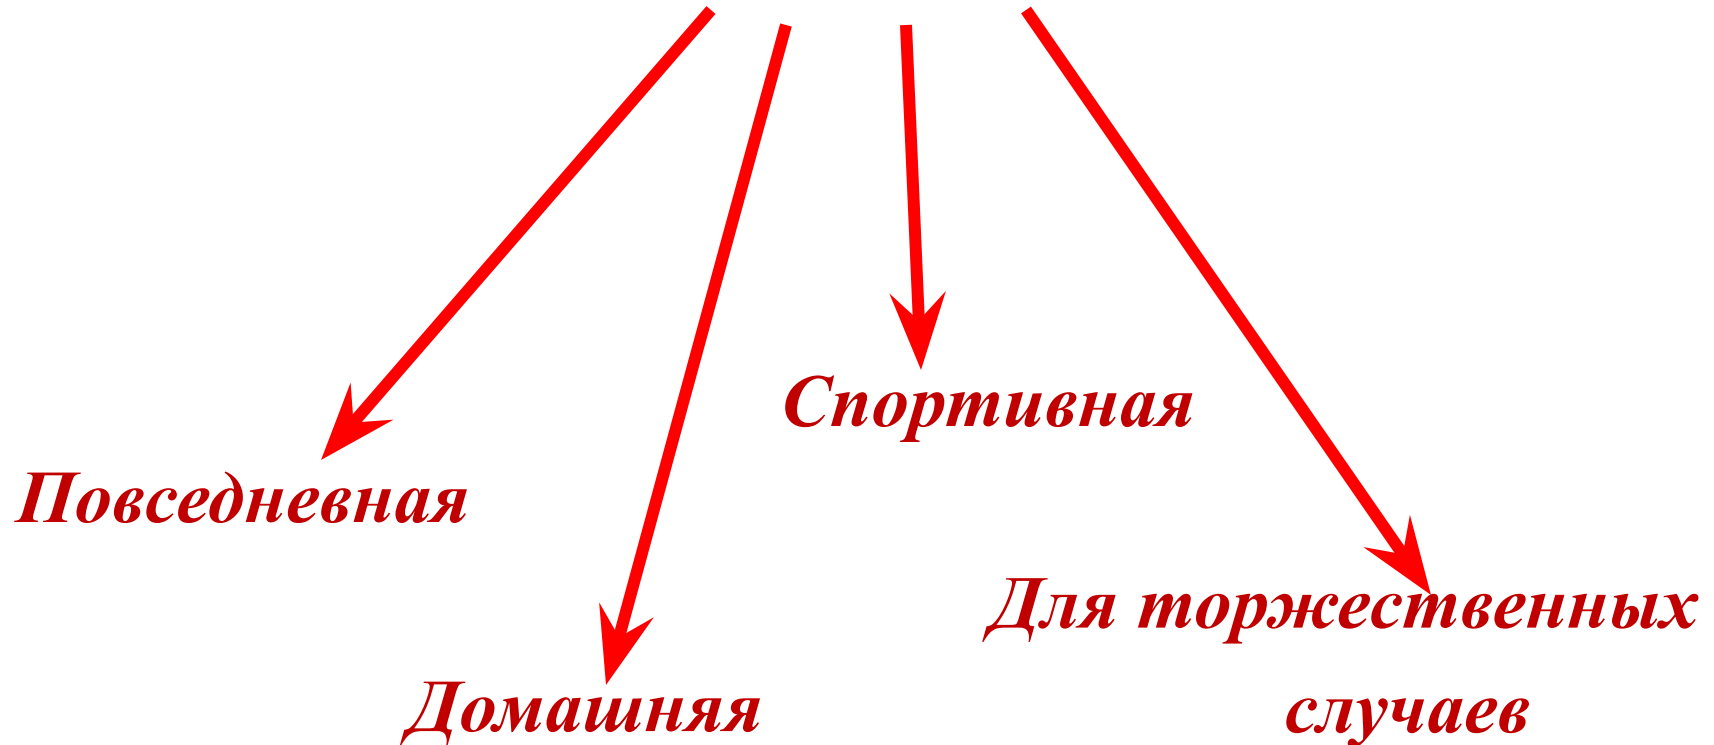 Спортивная
Повседневная
Для торжественных
случаев
Домашняя